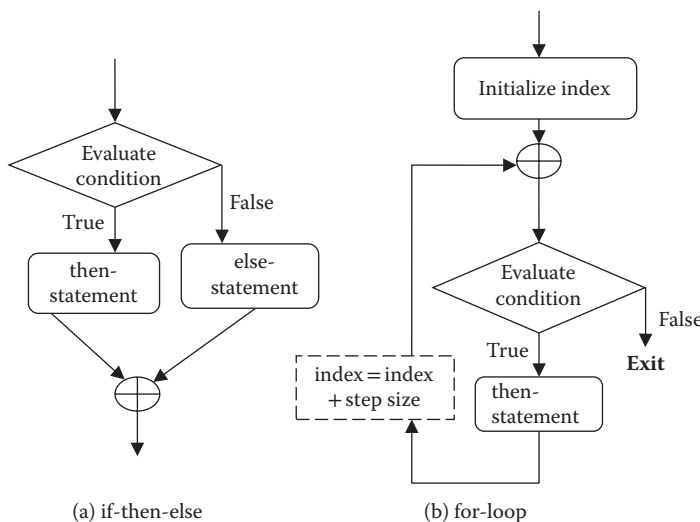 Evaluate
condition
True
False
then-
statement
else-
statement
(a) if-then-else
Initialize index
Evaluate
condition
False
True
Exit
index = index
+ step size
then-
statement
(b) for-loop